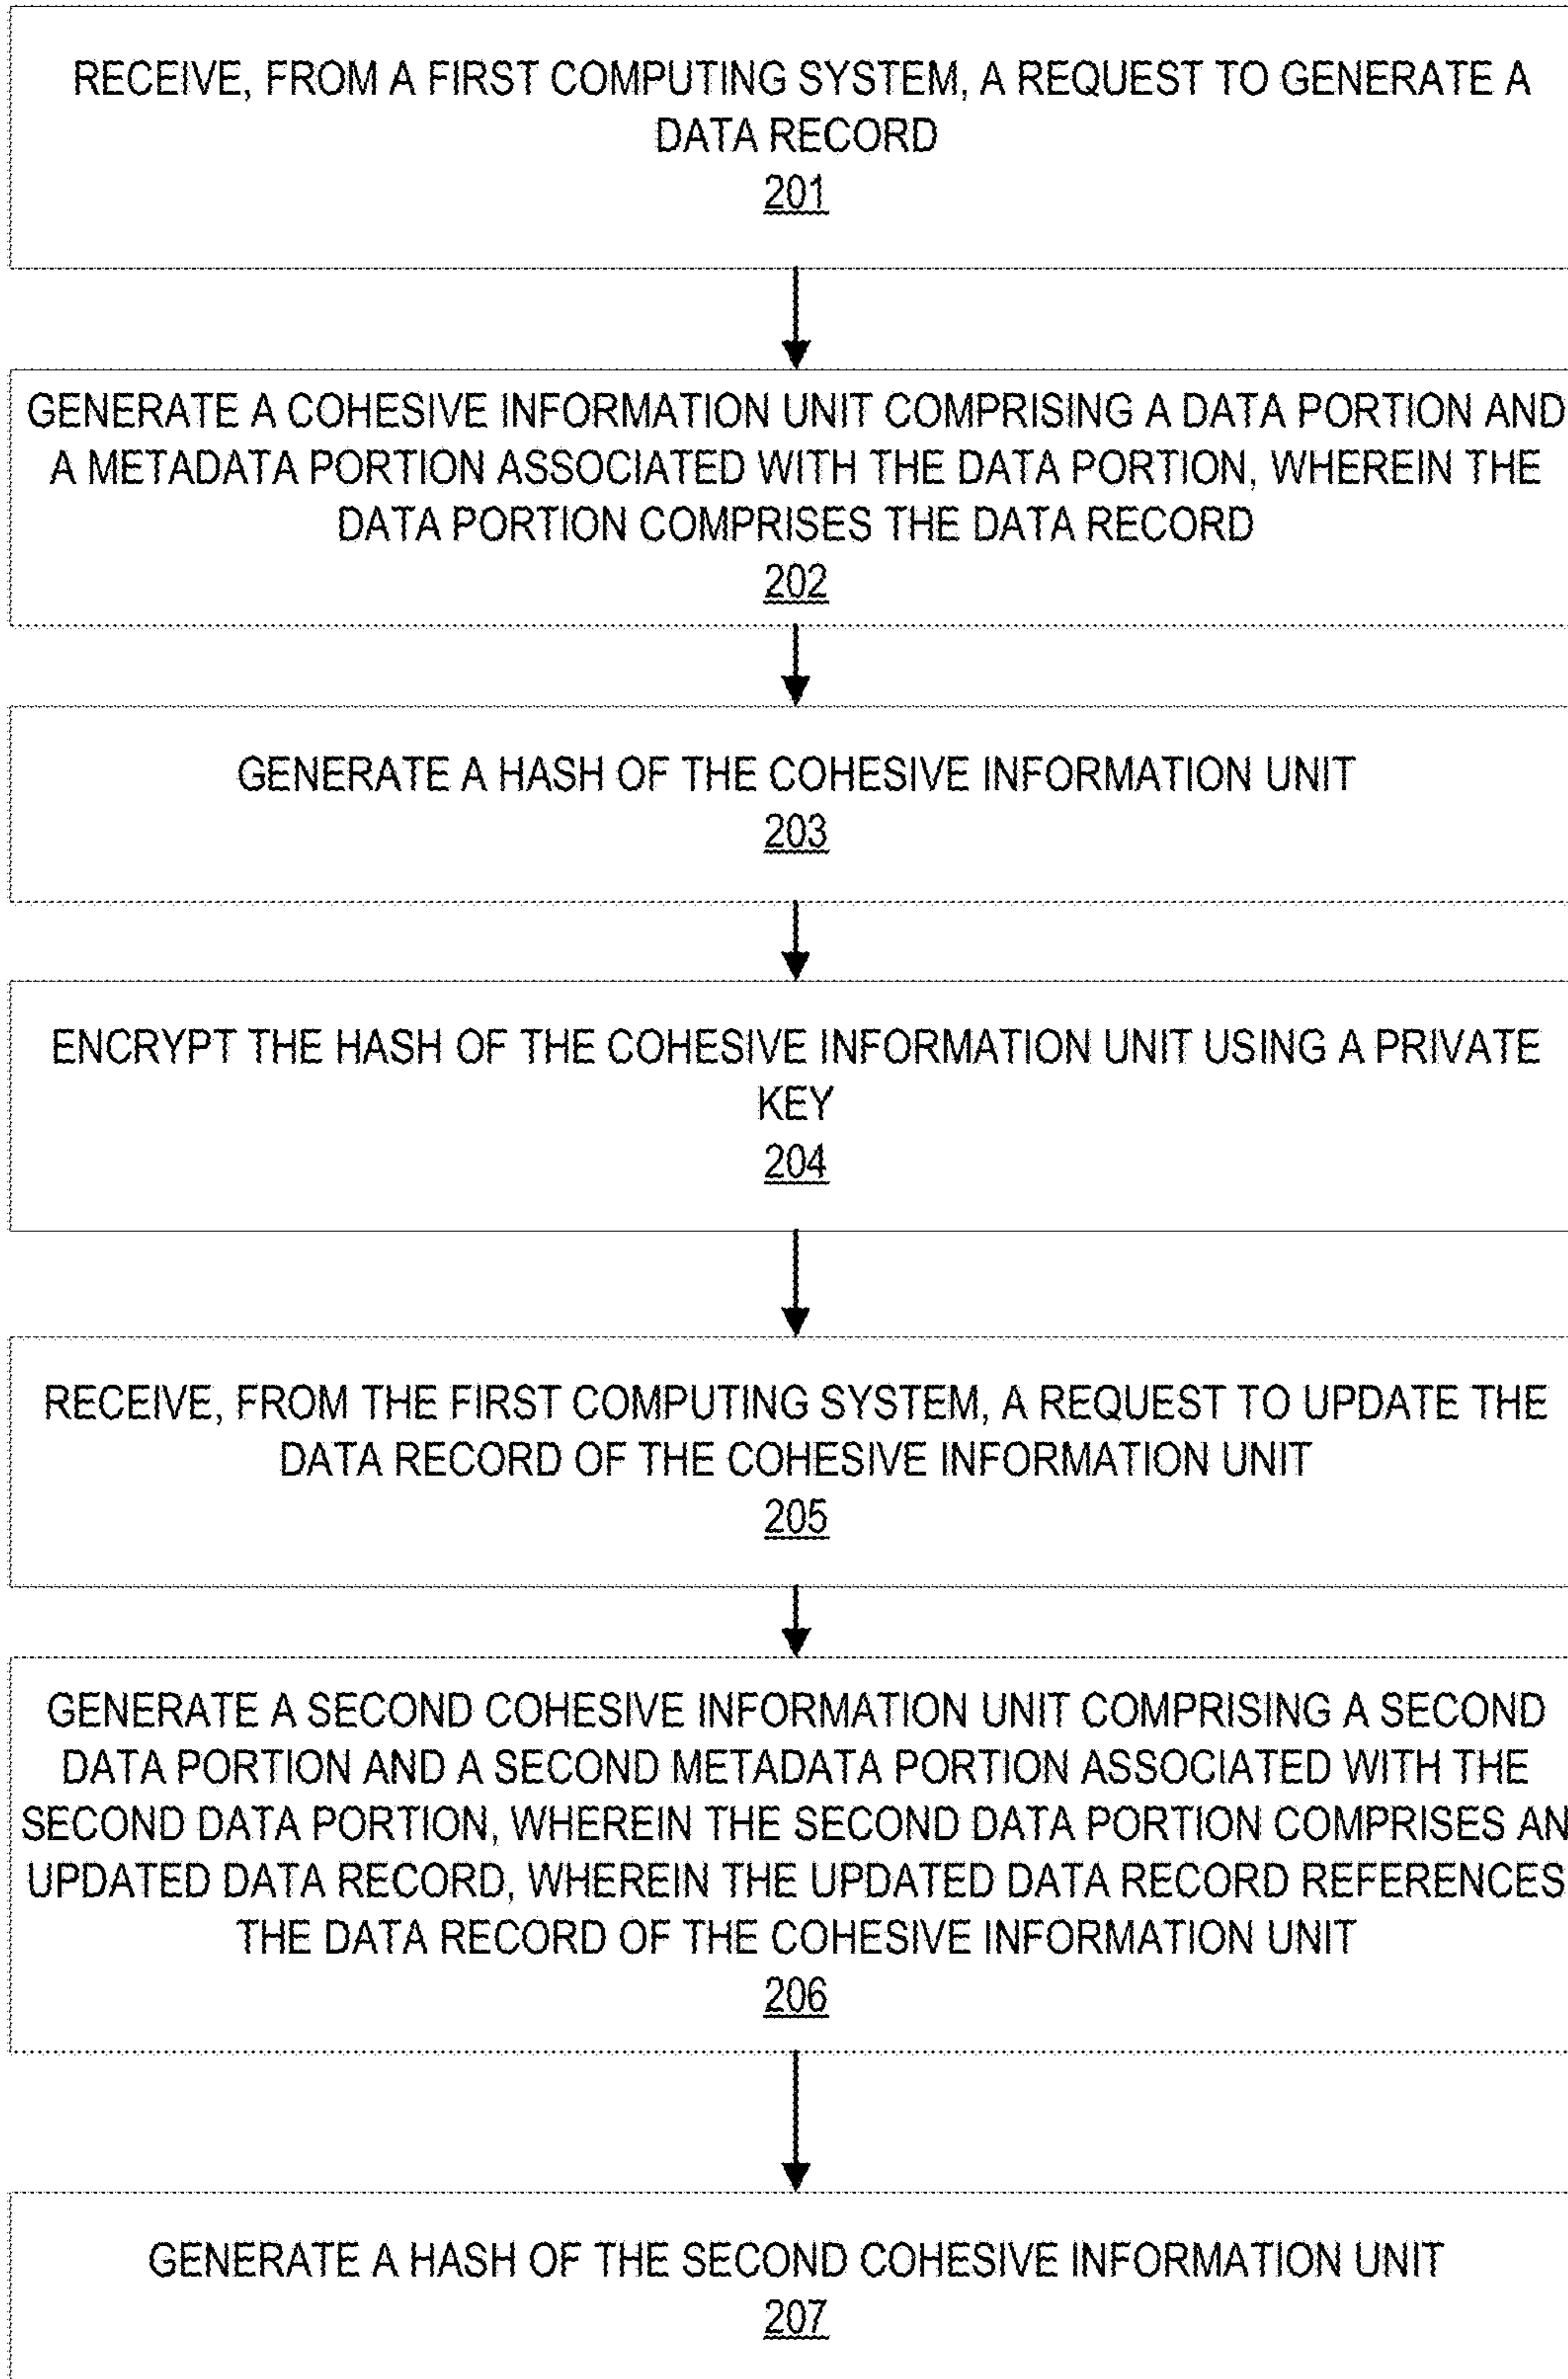 RECEIVE, FROM A FIRST COMPUTING SYSTEM, A REQUEST TO GENERATE A
DATA RECORD
201
GENERATE A COHESIVE INFORMATION UNIT COMPRISING A DATA PORTION AND
A METADATA PORTION ASSOCIATED WITH THE DATA PORTION, WHEREIN THE
DATA PORTION COMPRISES THE DATA RECORD
202
GENERATE A HASH OF THE COHESIVE INFORMATION UNIT
203
ENCRYPT THE HASH OF THE COHESIVE INFORMATION UNIT USING A PRIVATE
KEY
204
RECEIVE, FROM THE FIRST COMPUTING SYSTEM, A REQUEST TO UPDATE THE
DATA RECORD OF THE COHESIVE INFORMATION UNIT
205
GENERATE A SECOND COHESIVE INFORMATION UNIT COMPRISING A SECOND
DATA PORTION AND A SECOND METADATA PORTION ASSOCIATED WITH THE
SECOND DATA PORTION, WHEREIN THE SECOND DATA PORTION COMPRISES AN
UPDATED DATA RECORD, WHEREIN THE UPDATED DATA RECORD REFERENCES
THE DATA RECORD OF THE COHESIVE INFORMATION UNIT
206
GENERATE A HASH OF THE SECOND COHESIVE INFORMATION UNIT
207